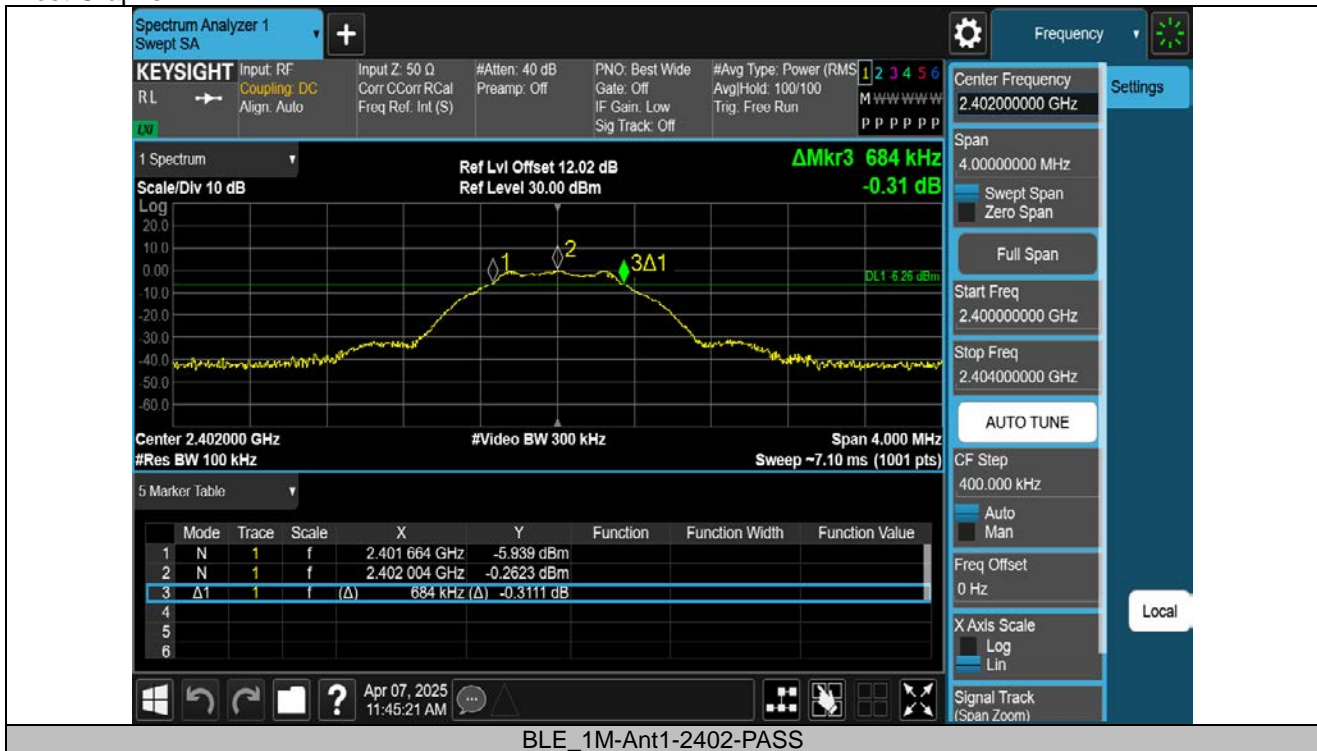 Spectrum Analyzer 1
Swept SA
+
Frequency
KEYSIGHT
RL
LXI
Input: RF
Coupling: DC
Align: Auto
Input Z: 50 Ω
Corr CCorr RCal
Freq Ref: Int (S)
#Atten: 40 dB
Preamp: Off
PNO: Best Wide
Gate: Off
IF Gain: Low
Sig Track: Off
#Avg Type: Power (RMS
Avg|Hold: 100/100
Trig: Free Run
1 2 3 4 5 6
M W W W W W
P P P P P P
Center Frequency
2.402000000 GHz
Settings
1 Spectrum
Scale/Div 10 dB
Ref Lvl Offset 12.02 dB
Ref Level 30.00 dBm
ΔMkr3 684 kHz
-0.31 dB
Span
4.00000000 MHz
Swept Span
Zero Span
Full Span
Start Freq
2.400000000 GHz
Stop Freq
2.404000000 GHz
AUTO TUNE
Log
20.0
10.0
0.00
-10.0
-20.0
-30.0
-40.0
-50.0
-60.0
1
2
3Δ1
DL1 -6.26 dBm
Center 2.402000 GHz
#Video BW 300 kHz
Span 4.000 MHz
#Res BW 100 kHz
Sweep ~7.10 ms (1001 pts)
CF Step
400.000 kHz
Auto
Man
Freq Offset
0 Hz
X Axis Scale
Log
Lin
Signal Track
(Span Zoom)
Local
5 Marker Table
Mode Trace Scale X Y Function Function Width Function Value
1 N 1 f 2.401 664 GHz -5.939 dBm
2 N 1 f 2.402 004 GHz -0.2623 dBm
3 Δ1 1 f (Δ) 684 kHz (Δ) -0.3111 dB
4
5
6
?
Apr 07, 2025
11:45:21 AM
BLE_1M-Ant1-2402-PASS